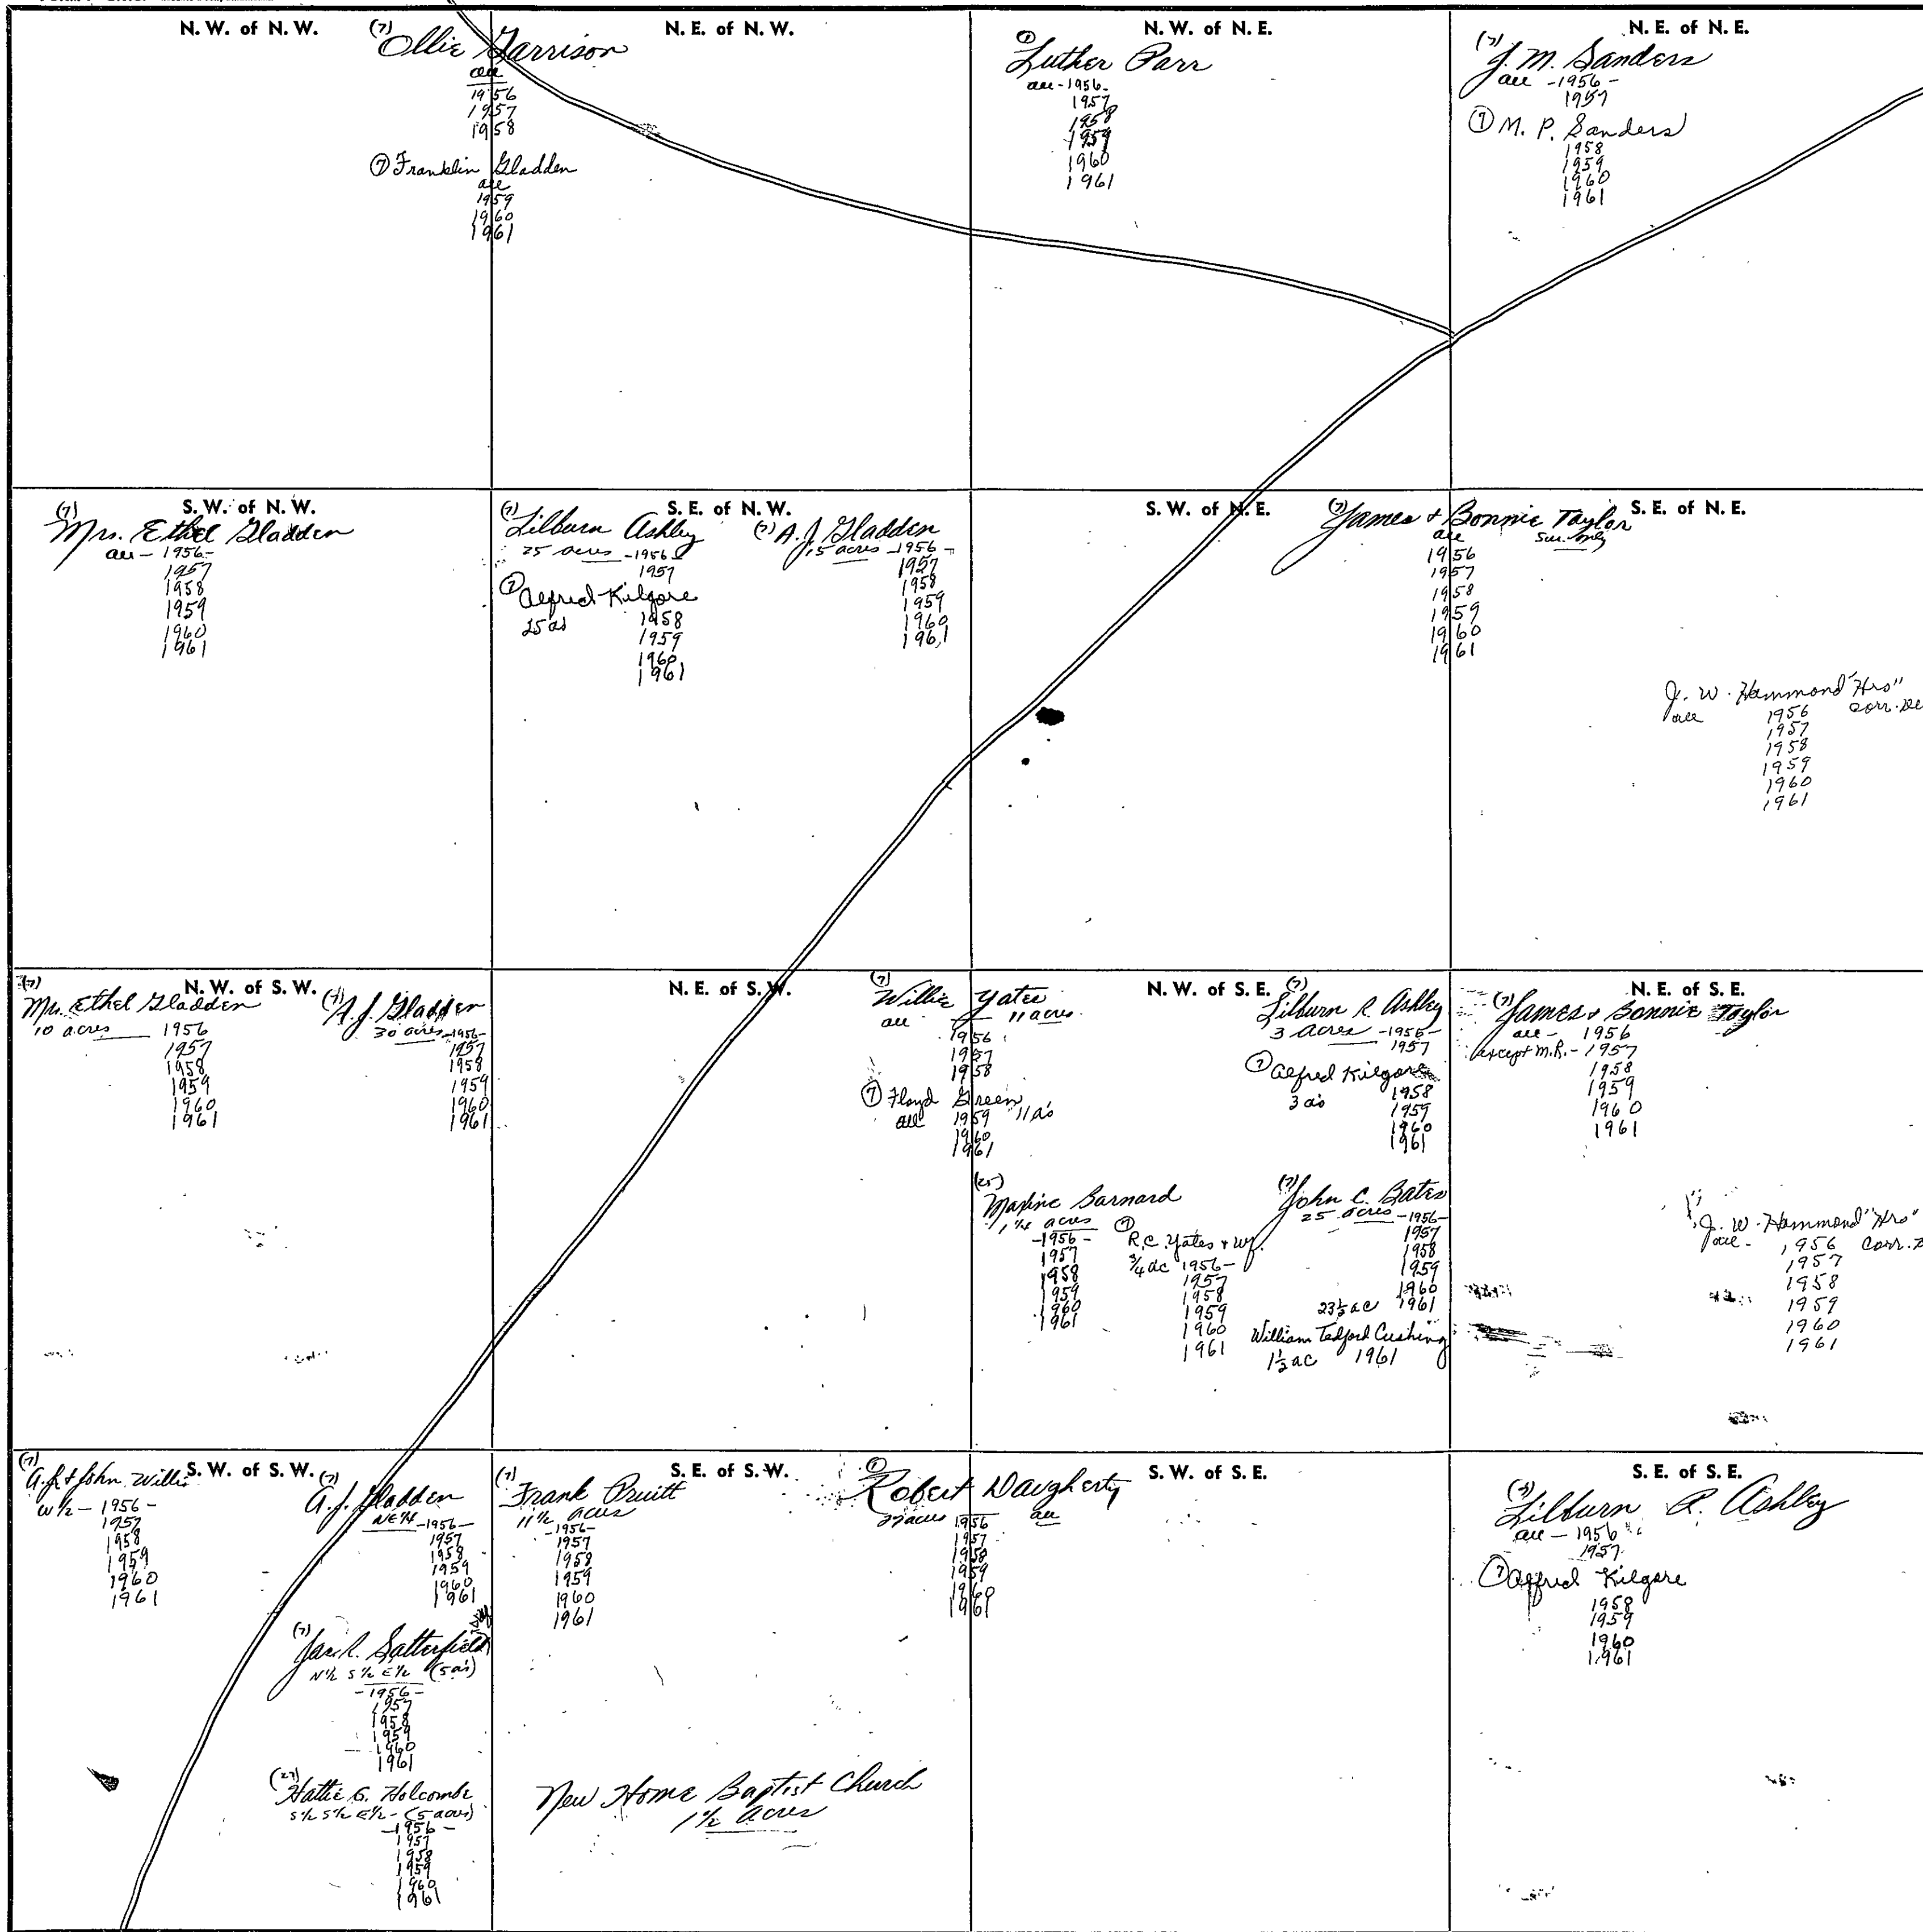 N. W. of N. W.
(7)
Ollie Garrison
all
1956
1957
1958
(7) Franklin Gladden
all
1959
1960
1961
N. E. of N. W.
N. W. of N. E.
Luther Parr
all - 1956 -
1957
1958
1959
1960
1961
N. E. of N. E.
(7)
J. M. Sanders
all - 1956 -
1957
(7) M. P. Sanders
1958
1959
1960
1961
S. W. of N. W.
(7)
Mrs. Ethel Gladden
all - 1956 -
1957
1958
1959
1960
1961
S. E. of N. W.
(7)
Lilburn Ashley
25 acres - 1956 -
1957
(7) Alfred Kilgore
25 as
1958
1959
1960
1961
(7) A. J. Gladden
15 acres - 1956 -
1957
1958
1959
1960
1961
S. W. of N. E.
(7)
James & Bonnie Taylor
all
Sur. only
1956
1957
1958
1959
1960
1961
S. E. of N. E.
J. W. Hammond "Hrs"
all 1956 Corr. De
1957
1958
1959
1960
1961
N. W. of S. W.
(7)
Mrs. Ethel Gladden
10 acres 1956
1957
1958
1959
1960
1961
(7)
A. J. Gladden
30 acres - 1956 -
1957
1958
1959
1960
1961
N. E. of S. W.
(7)
Willie Yates
all 11 acres
1956
1957
1958
(7) Floyd Green
all 1959 11 a's
1960
1961
N. W. of S. E.
(7)
Lilburn R. Ashley
3 acres - 1956 -
1957
(7) Alfred Kilgore
3 a's 1958
1959
1960
1961
(25)
Maxine Barnard
1 1/4 acres
- 1956 -
1957
1958
1959
1960
1961
(7)
R. C. Yates & Wf.
3/4 ac 1956 -
1957
1958
1959
1960
1961
(7)
John C. Bates
25 acres - 1956 -
1957
1958
1959
1960
23 1/2 ac 1961
William Tedford Cushing
1 1/2 ac 1961
N. E. of S. E.
(7)
James & Bonnie Taylor
all - 1956
except M.R. - 1957
1958
1959
1960
1961
J. W. Hammond "Hrs"
all - 1956 Corr.
1957
1958
1959
1960
1961
S. W. of S. W.
(7)
& John Willis
W 1/2 - 1956 -
1957
1958
1959
1960
1961
(7)
A. J. Gladden
NE 1/4 - 1956 -
1957
1958
1959
1960
1961
(7)
Jas. R. Satterfield
N 1/2 S 1/2 E 1/2 (5 a's)
- 1956 -
1957
1958
1959
1960
1961
(27)
Hattie G. Holcombe
S 1/2 S 1/2 E 1/2 - (5 acres)
- 1956 -
1957
1958
1959
1960
1961
S. E. of S. W.
(7)
Frank Pruitt
11 1/2 acres
- 1956 -
1957
1958
1959
1960
1961
Robert Daugherty
27 acres 1956 all
1957
1958
1959
1960
1961
New Home Baptist Church
1 1/2 Acres
S. W. of S. E.
S. E. of S. E.
(7)
Lilburn R. Ashley
all - 1956
1957
(7) Alfred Kilgore
1958
1959
1960
1961